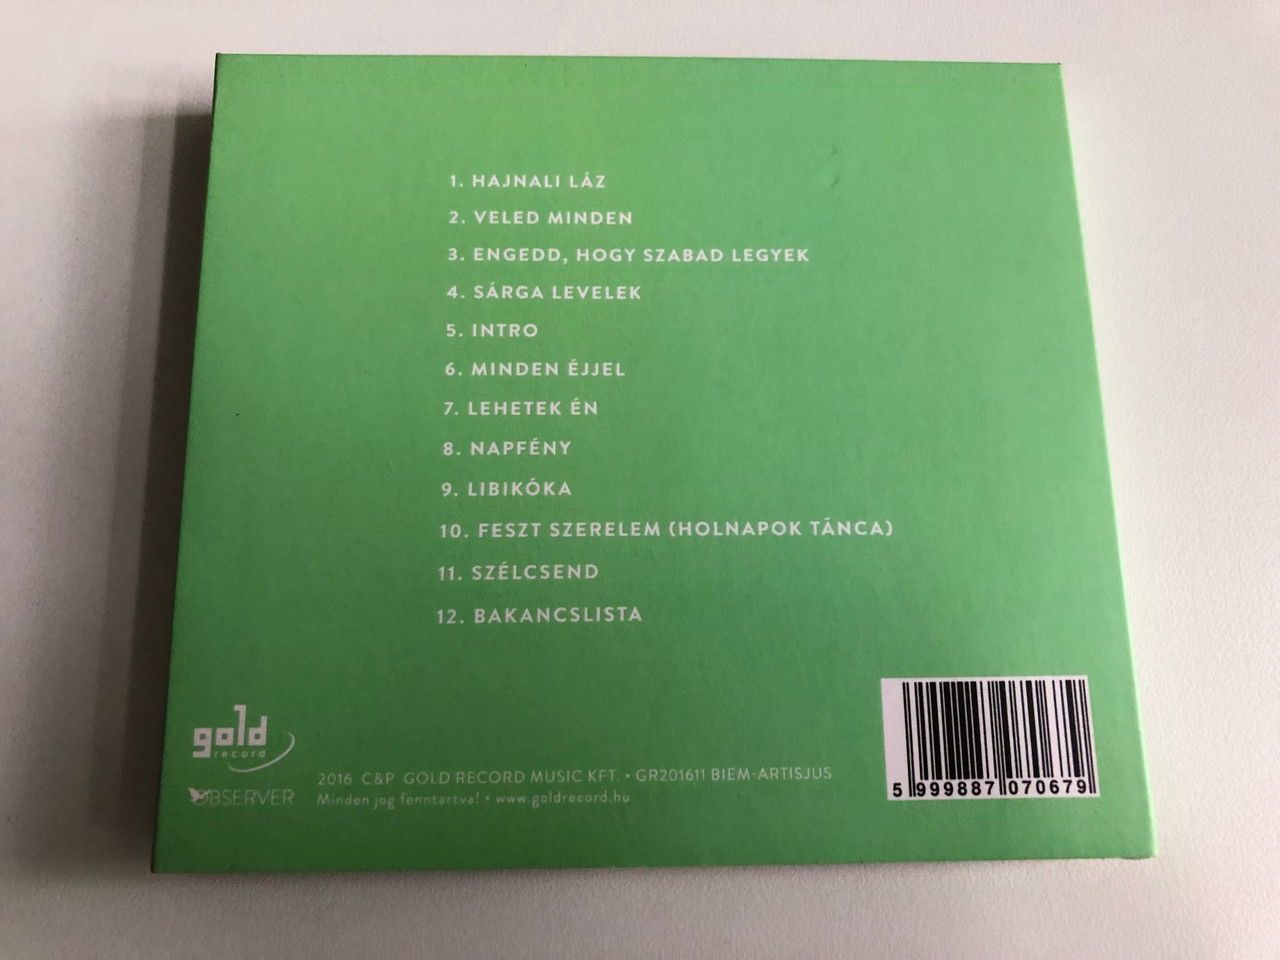 1. HAJNALI LÁZ
2. VELED MINDEN
3. ENGEDD, HOGY SZABAD LEGYEK
4. SÁRGA LEVELEK
5. INTRO
6. MINDEN ÉJJEL
7. LEHETEK ÉN
8. NAPFÉNY
9. LIBIKÓKA
10. FESZT SZERELEM (HOLNAPOK TÁNCA)
11. SZÉLCSEND
12. BAKANCSLISTA
gold
record
OBSERVER
2016 C&P GOLD RECORD MUSIC KFT. • GR201611 BIEM-ARTISJUS
Minden jog fenntartva! • www.goldrecord.hu
5 999887 070679